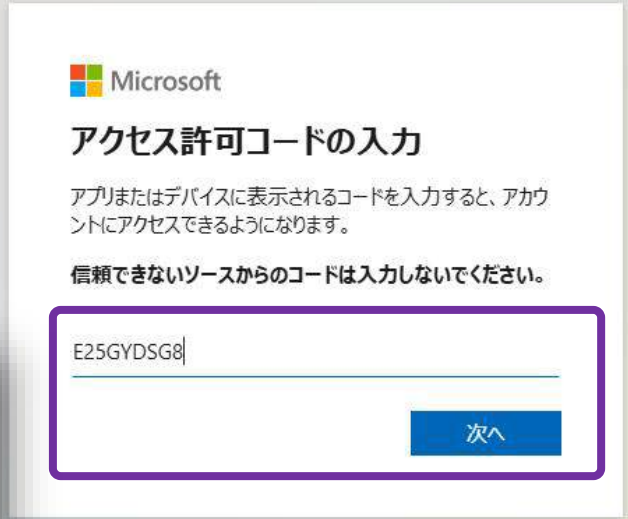 Microsoft
アクセス許可コードの入力
アプリまたはデバイスに表示されるコードを入力すると、アカウ
ントにアクセスできるようになります。
信頼できないソースからのコードは入力しないでください。
E25GYDSG8
次へ